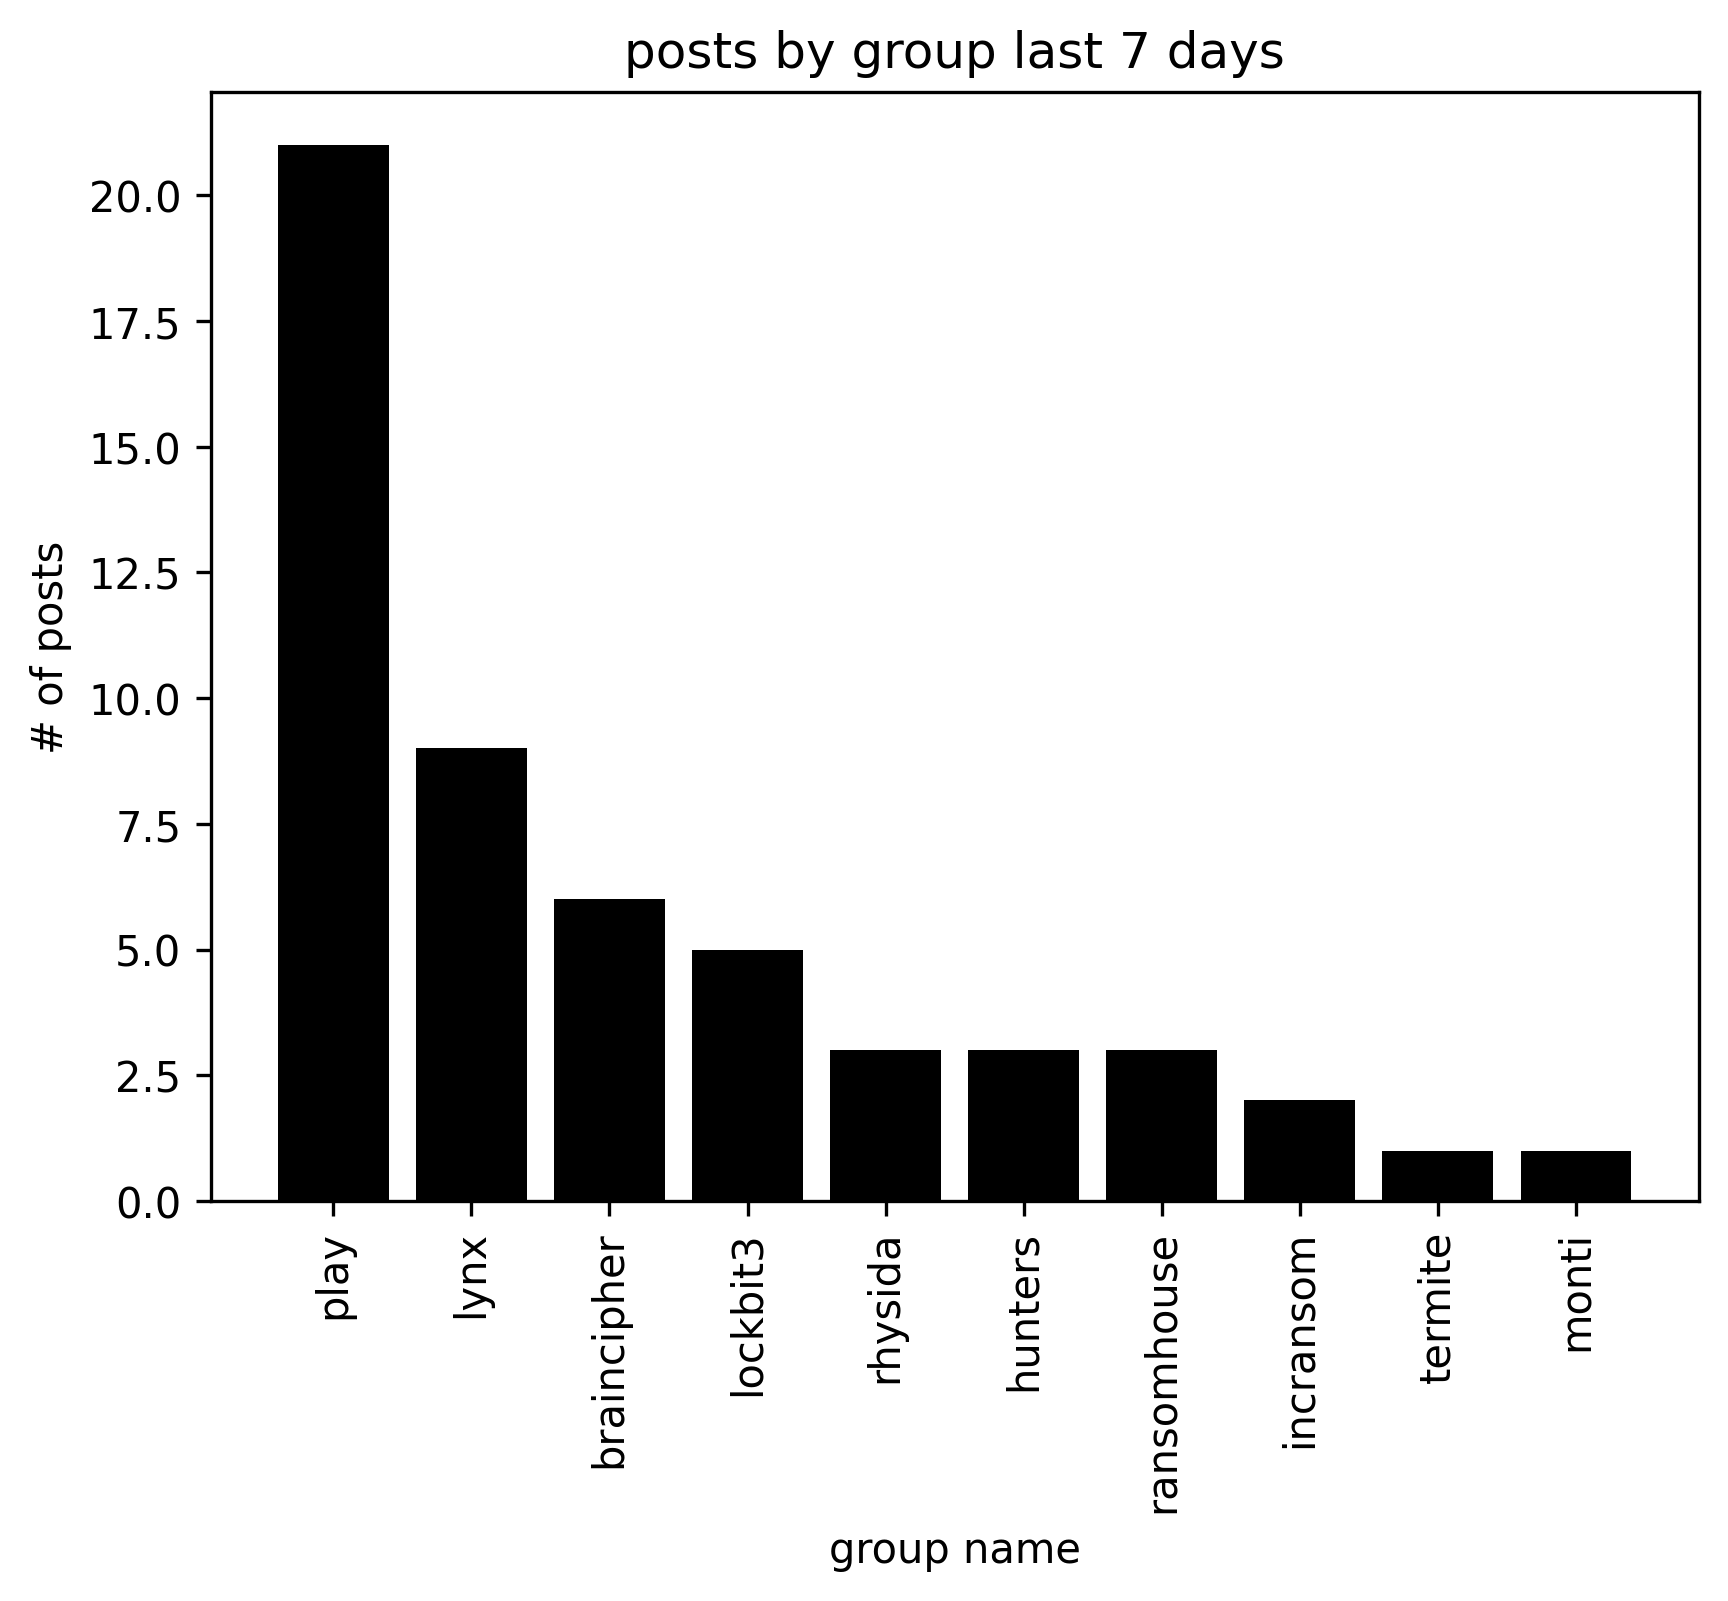 posts by group last 7 days
# of posts
20.0
17.5
15.0
12.5
10.0
7.5
5.0
2.5
0.0
play
lynx
braincipher
lockbit3
rhysida
hunters
ransomhouse
incransom
termite
monti
group name